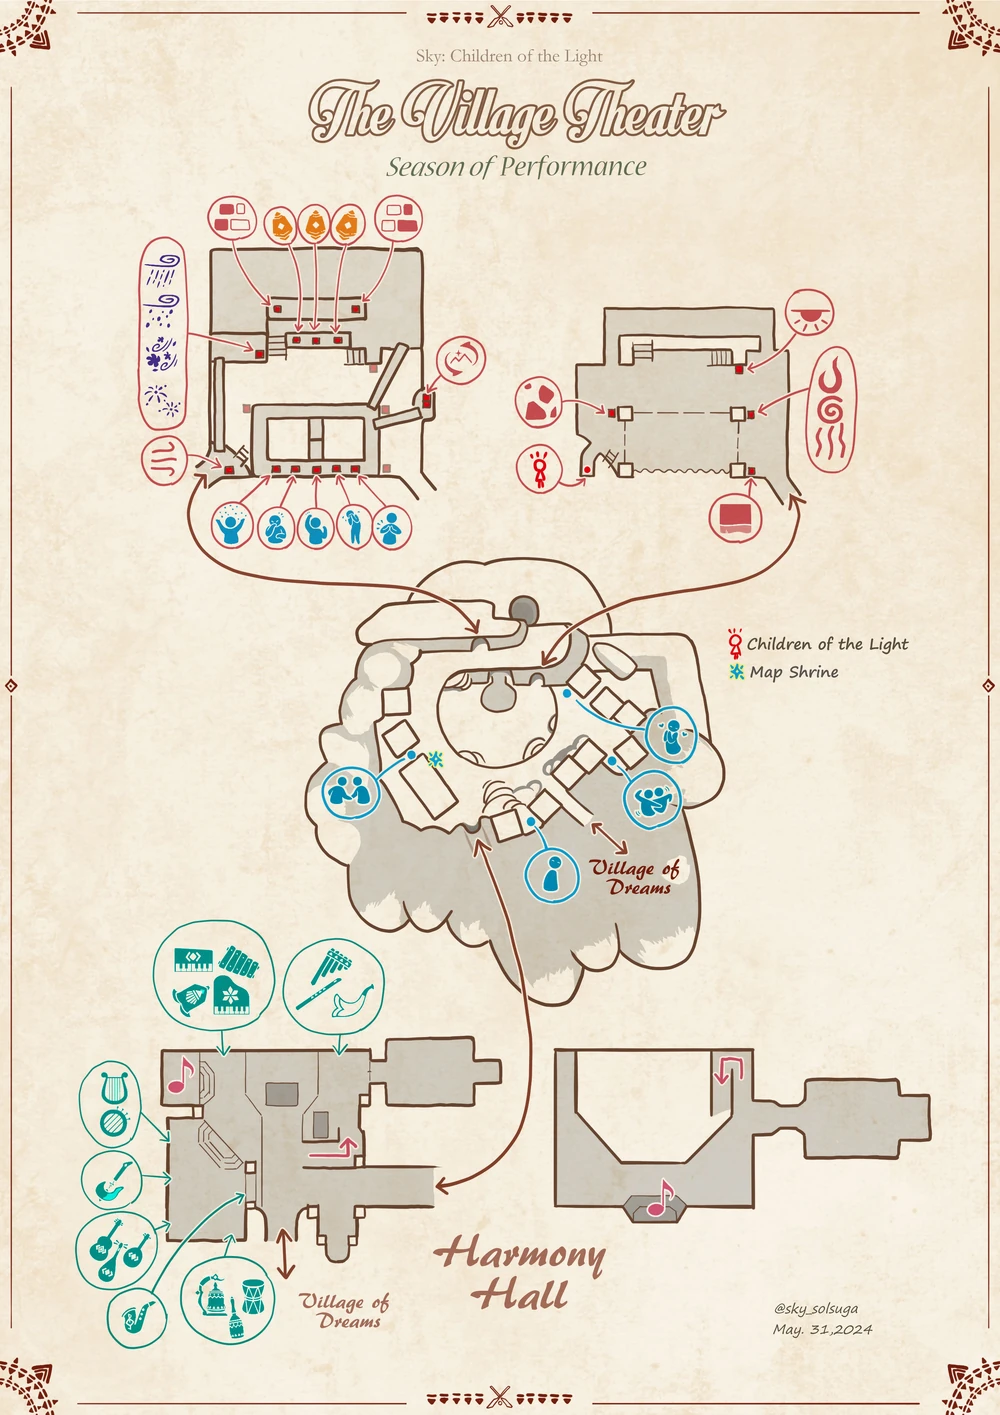 Sky: Children of the Light
The Village Theater
Season of Performance
Children of the Light
Map Shrine
Village of
Dreams
Harmony
Hall
Village of
Dreams
@sky_solsuga
May. 31,2024